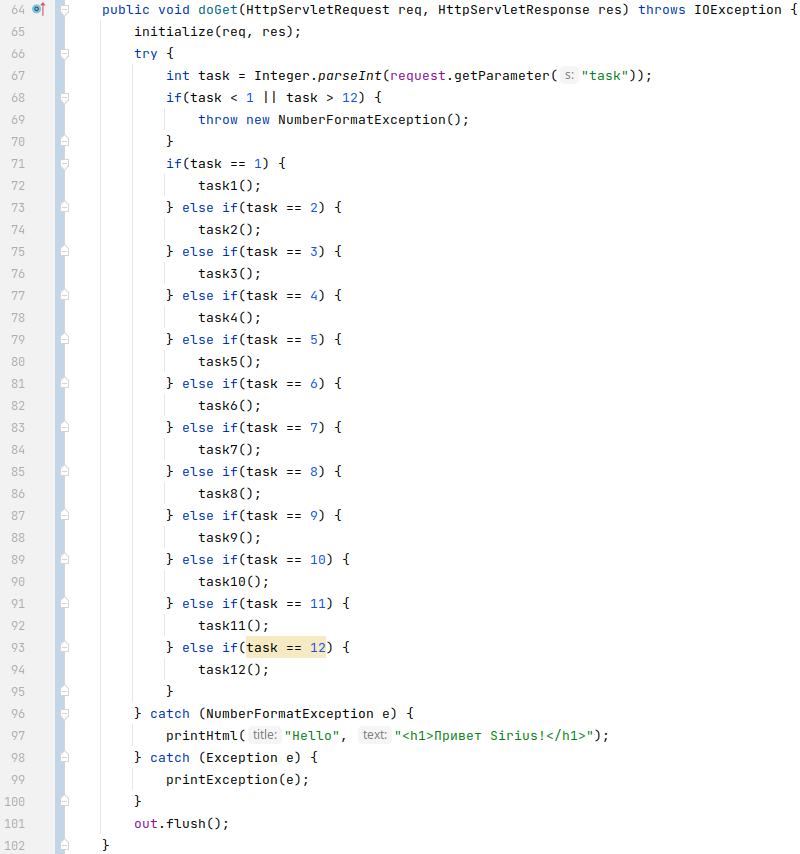 64 public void doGet(HttpServletRequest req, HttpServletResponse res) throws IOException {
65 initialize(req, res);
66 try {
67 int task = Integer.parseInt(request.getParameter( s: "task"));
68 if(task < 1 || task > 12) {
69 throw new NumberFormatException();
70 }
71 if(task == 1) {
72 task1();
73 } else if(task == 2) {
74 task2();
75 } else if(task == 3) {
76 task3();
77 } else if(task == 4) {
78 task4();
79 } else if(task == 5) {
80 task5();
81 } else if(task == 6) {
82 task6();
83 } else if(task == 7) {
84 task7();
85 } else if(task == 8) {
86 task8();
87 } else if(task == 9) {
88 task9();
89 } else if(task == 10) {
90 task10();
91 } else if(task == 11) {
92 task11();
93 } else if(task == 12) {
94 task12();
95 }
96 } catch (NumberFormatException e) {
97 printHtml( title: "Hello", text: "<h1>Привет Sirius!</h1>");
98 } catch (Exception e) {
99 printException(e);
100 }
101 out.flush();
102 }